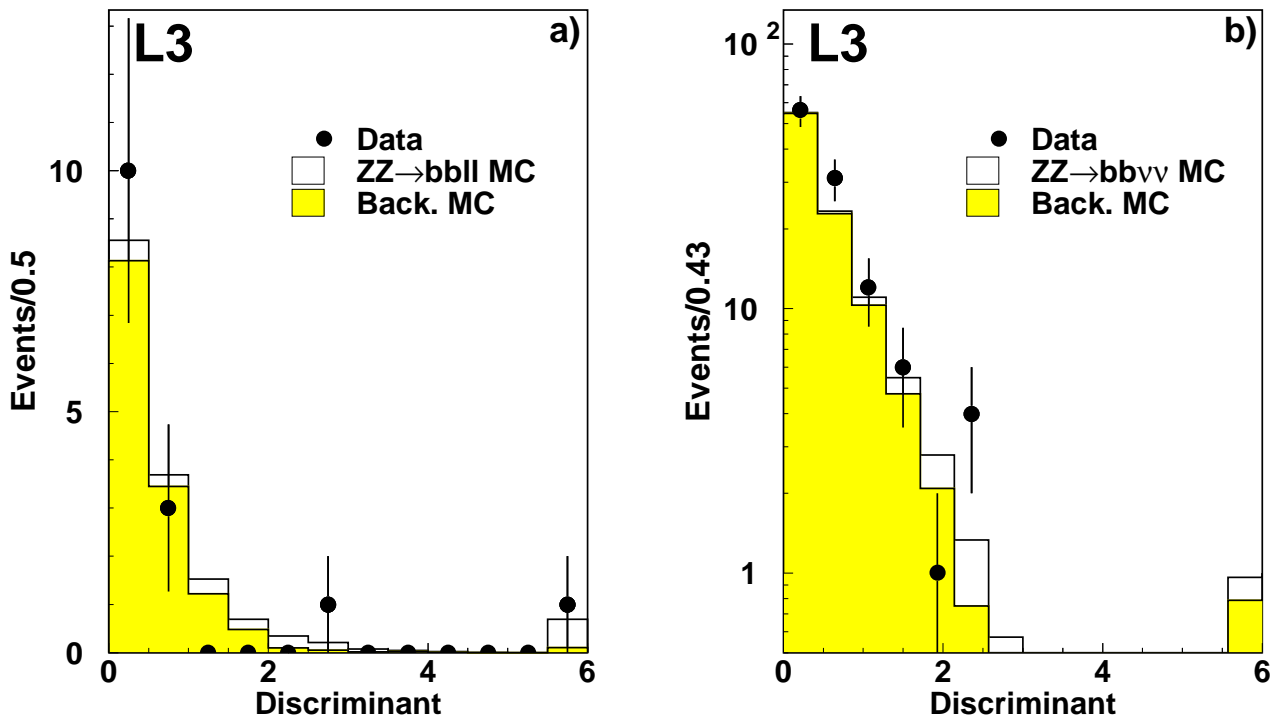 L3
a)
Data
ZZ→bbll MC
Back. MC
Events/0.5
10
5
0
0 2 4 6
Discriminant
L3
b)
Data
ZZ→bbνν MC
Back. MC
Events/0.43
10 2
10
1
0 2 4 6
Discriminant